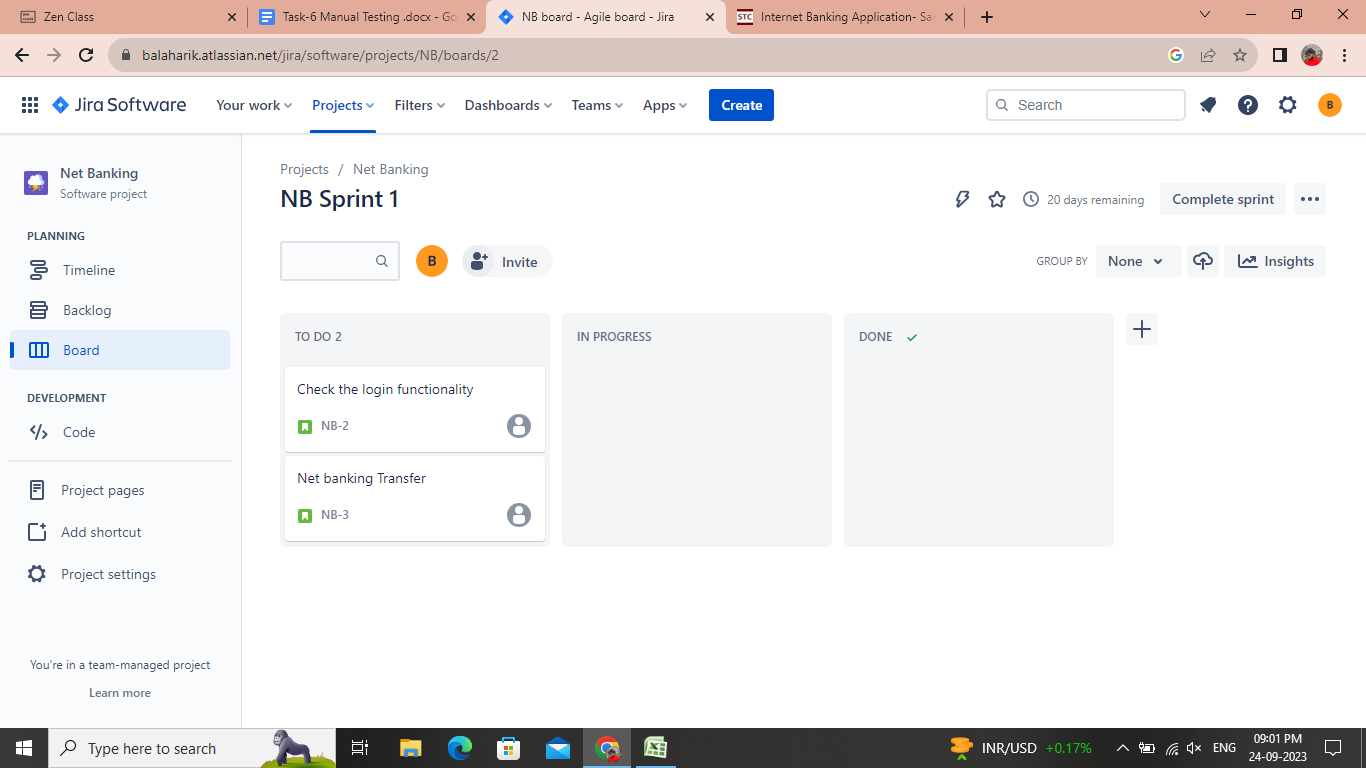 Zen Class
Task-6 Manual Testing .docx - Go
NB board - Agile board - Jira
STC Internet Banking Application- Sa
balaharik.atlassian.net/jira/software/projects/NB/boards/2
Jira Software
Your work
Projects
Filters
Dashboards
Teams
Apps
Create
Search
B
Net Banking
Software project
PLANNING
Timeline
Backlog
Board
DEVELOPMENT
Code
Project pages
Add shortcut
Project settings
You're in a team-managed project
Learn more
Projects / Net Banking
NB Sprint 1
20 days remaining
Complete sprint
B
Invite
GROUP BY
None
Insights
TO DO 2
Check the login functionality
NB-2
Net banking Transfer
NB-3
IN PROGRESS
DONE
Type here to search
INR/USD +0.17%
ENG
09:01 PM
24-09-2023